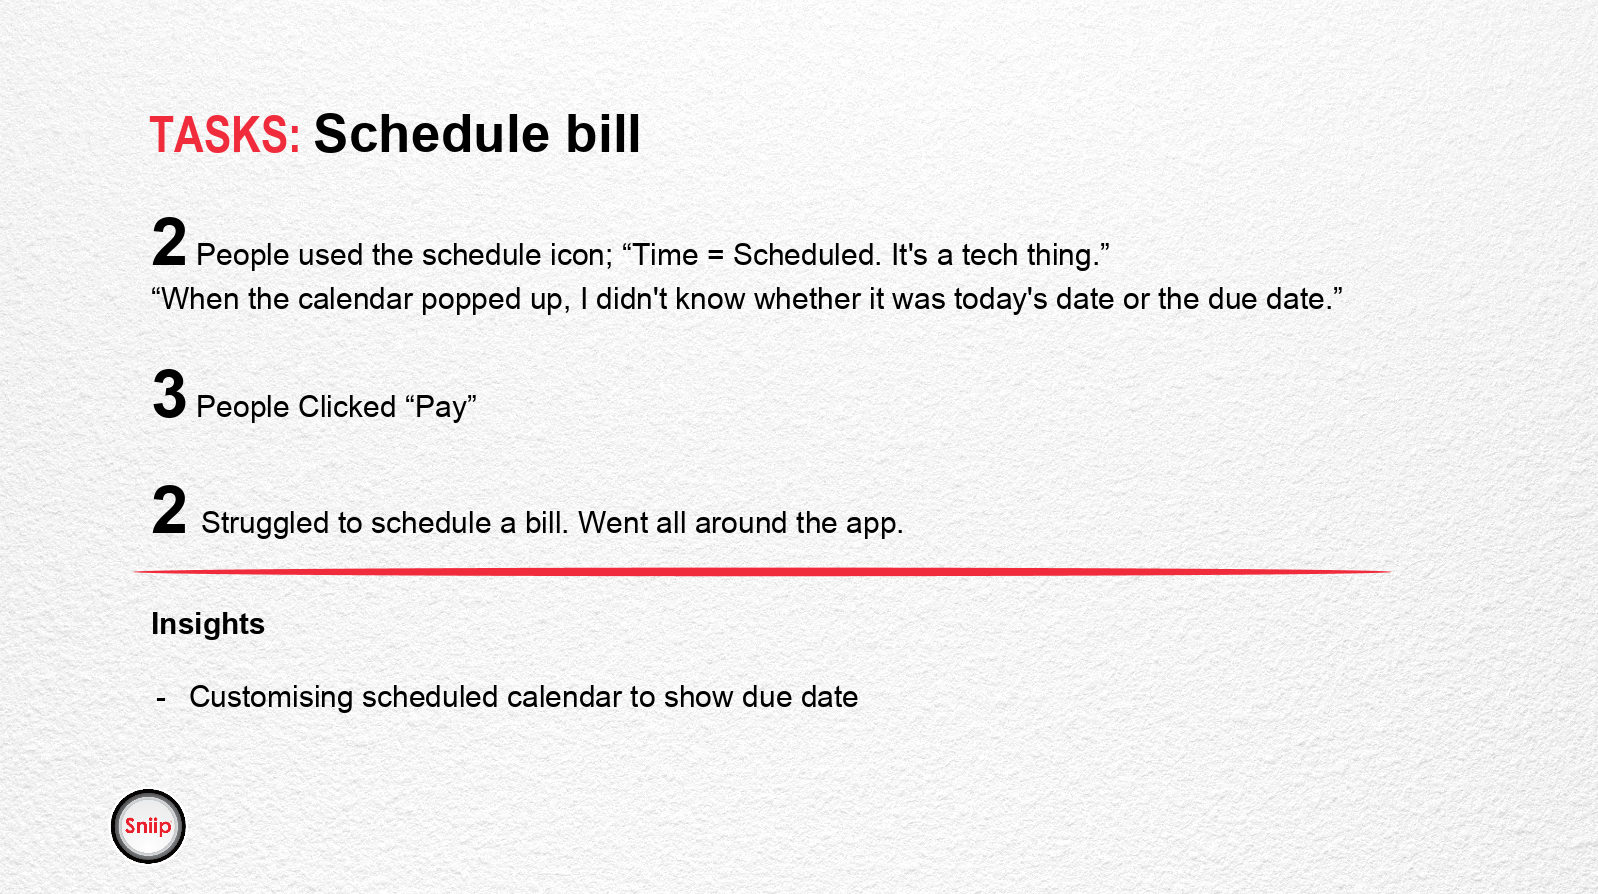 TASKS: Schedule bill
2 People used the schedule icon; “Time = Scheduled. It's a tech thing.”
“When the calendar popped up, I didn't know whether it was today's date or the due date.”
3 People Clicked “Pay”
2 Struggled to schedule a bill. Went all around the app.
Insights
- Customising scheduled calendar to show due date
Sniip